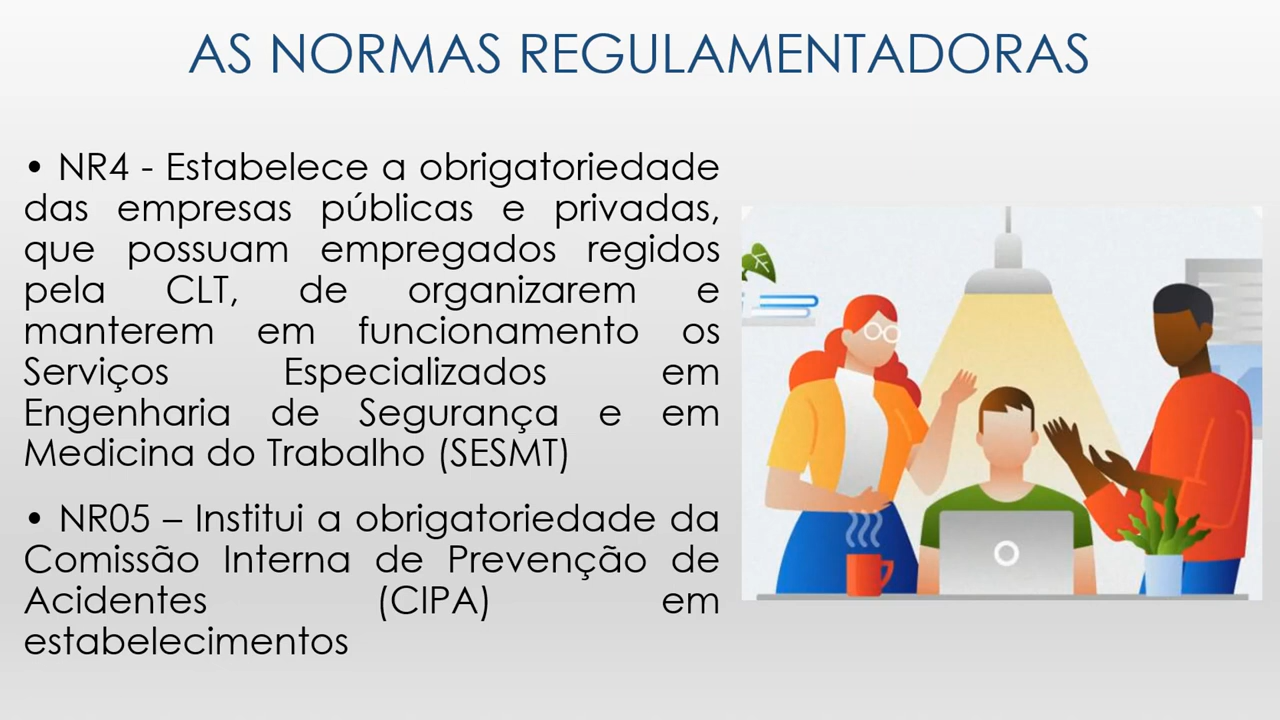 AS NORMAS REGULAMENTADORAS
• NR4 - Estabelece a obrigatoriedade
das empresas públicas e privadas,
que possuam empregados regidos
pela CLT, de organizarem e
manterem em funcionamento os
Serviços Especializados em
Engenharia de Segurança e em
Medicina do Trabalho (SESMT)
• NR05 – Institui a obrigatoriedade da
Comissão Interna de Prevenção de
Acidentes (CIPA) em
estabelecimentos